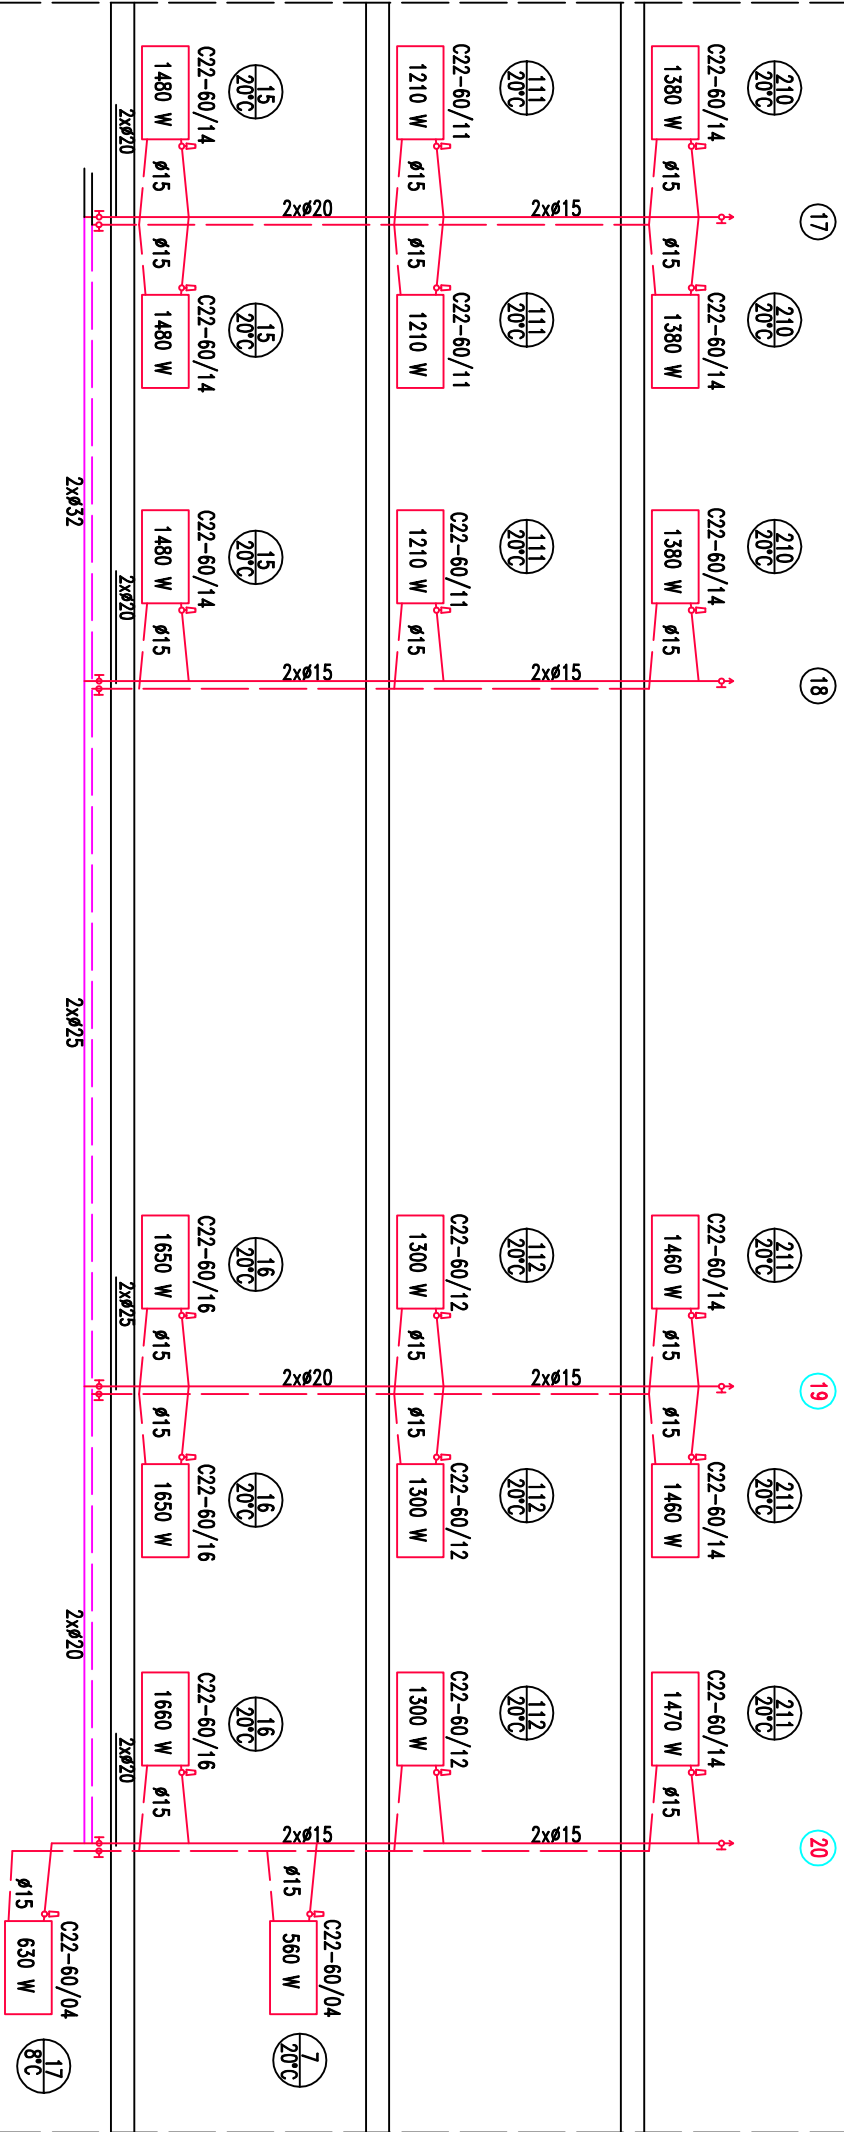 17
18
19
20
210
20°C
210
20°C
210
20°C
211
20°C
211
20°C
211
20°C
C22-60/14
C22-60/14
C22-60/14
C22-60/14
C22-60/14
C22-60/14
1380 W
ø15
ø15
1380 W
1380 W
ø15
1460 W
ø15
ø15
1460 W
1470 W
ø15
2xø15
2xø15
2xø15
2xø15
111
20°C
111
20°C
111
20°C
112
20°C
112
20°C
112
20°C
C22-60/11
C22-60/11
C22-60/11
C22-60/12
C22-60/12
C22-60/12
1210 W
ø15
ø15
1210 W
1210 W
ø15
1300 W
ø15
ø15
1300 W
1300 W
ø15
2xø20
2xø15
2xø20
2xø15
C22-60/04
560 W
ø15
7
20°C
15
20°C
15
20°C
15
20°C
16
20°C
16
20°C
16
20°C
C22-60/14
C22-60/14
C22-60/14
C22-60/16
C22-60/16
C22-60/16
1480 W
ø15
ø15
1480 W
1480 W
ø15
1650 W
ø15
ø15
1650 W
1660 W
ø15
2xø20
2xø20
2xø25
2xø20
2xø32
2xø25
2xø20
C22-60/04
ø15
630 W
17
8°C